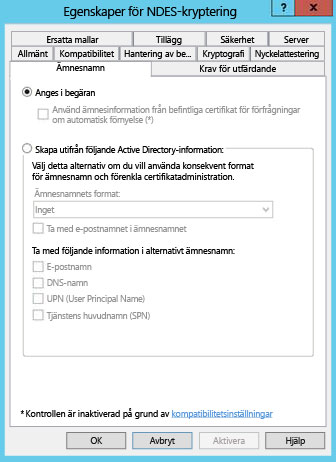 Egenskaper för NDES-kryptering
Ersatta mallar Tillägg Säkerhet Server
Allmänt Kompatibilitet Hantering av be... Kryptografi Nyckelattestering
Ämnesnamn Krav för utfärdande
Anges i begäran
Använd ämnesinformation från befintliga certifikat för förfrågningar
om automatisk förnyelse (*)
Skapa utifrån följande Active Directory-information:
Välj detta alternativ om du vill använda konsekvent format
för ämnesnamn och förenkla certifikatadministration.
Ämnesnamnets format:
Inget
Ta med e-postnamnet i ämnesnamnet
Ta med följande information i alternativt ämnesnamn:
E-postnamn
DNS-namn
UPN (User Principal Name)
Tjänstens huvudnamn (SPN)
* Kontrollen är inaktiverad på grund av kompatibilitetsinställningar
OK Avbryt Aktivera Hjälp